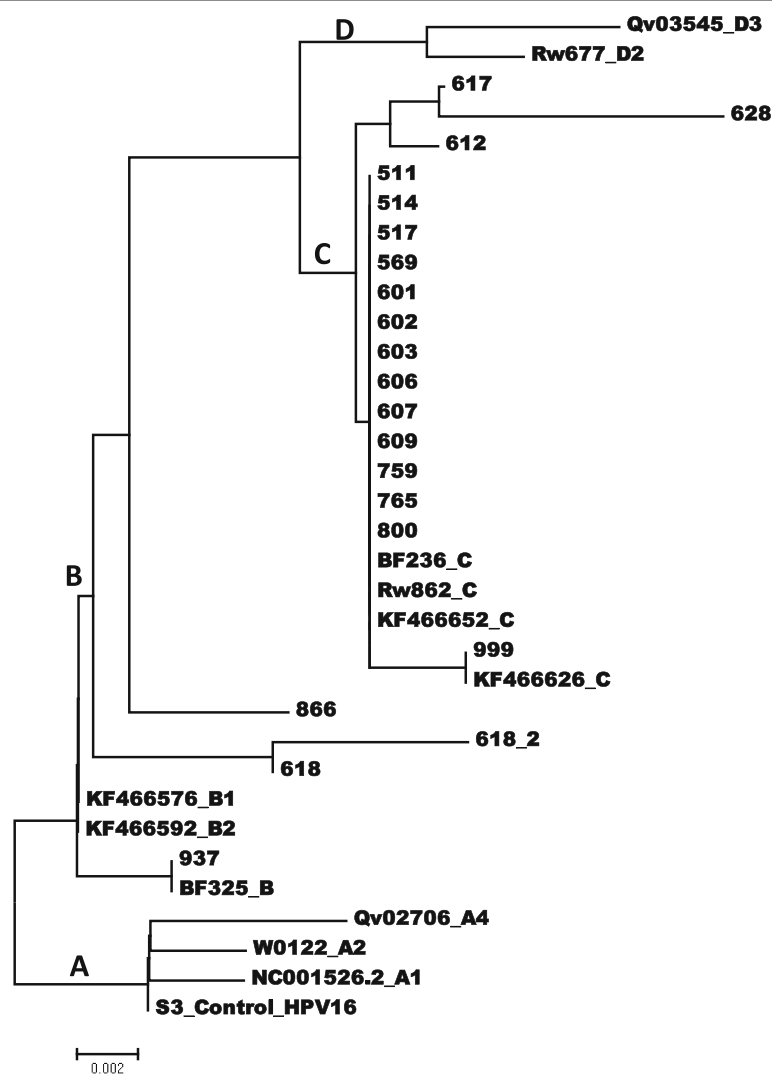 D
Qv03545_D3
Rw677_D2
617
628
612
511
514
517
C
569
601
602
603
606
607
609
759
765
800
BF236_C
B
Rw862_C
KF466652_C
999
KF466626_C
866
618_2
618
KF466576_B1
KF466592_B2
937
BF325_B
Qv02706_A4
W0122_A2
A
NC001526.2_A1
S3_Control_HPV16
0.002